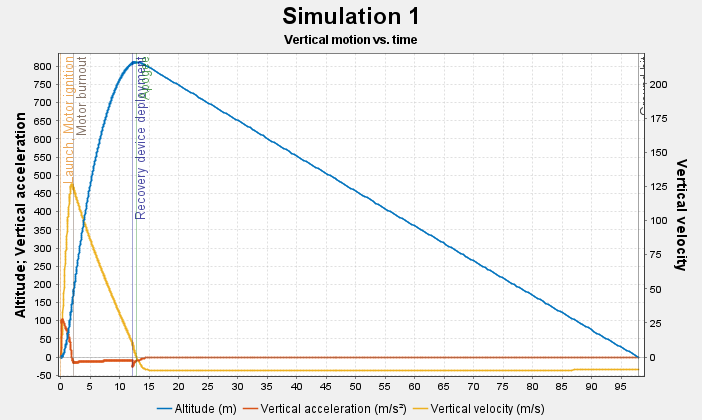 Simulation 1
Vertical motion vs. time
Altitude; Vertical acceleration
800
750
700
650
600
550
500
450
400
350
300
250
200
150
100
50
0
-50
Launch, Motor ignition
Motor burnout
Recovery device deployment
Apogee
200
175
150
125
100
75
50
25
0
Vertical velocity
0 5 10 15 20 25 30 35 40 45 50 55 60 65 70 75 80 85 90 95
Altitude (m) Vertical acceleration (m/s²) Vertical velocity (m/s)